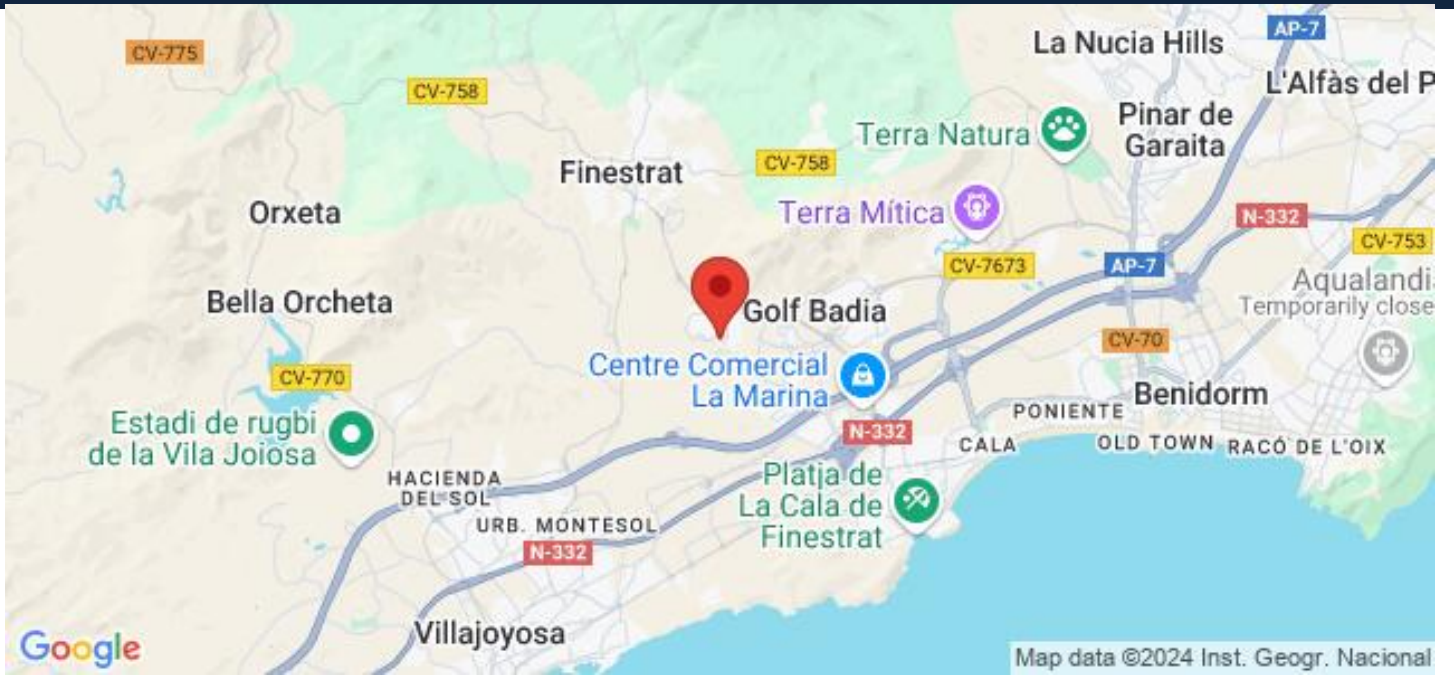 La Nucia Hills
AP-7
CV-775
L'Alfàs del P
CV-758
Pinar de
Garaita
Terra Natura
Finestrat
CV-758
Orxeta
Terra Mítica
N-332
CV-753
CV-7673
AP-7
Aqualandi
Temporarily close
Bella Orcheta
Golf Badia
CV-70
Centre Comercial
La Marina
CV-770
Benidorm
PONIENTE
Estadi de rugbi
de la Vila Joiosa
N-332
CALA
OLD TOWN
RACÓ DE L'OIX
HACIENDA
DEL SOL
Platja de
La Cala de
Finestrat
URB. MONTESOL
N-332
Villajoyosa
Google
Map data ©2024 Inst. Geogr. Nacional